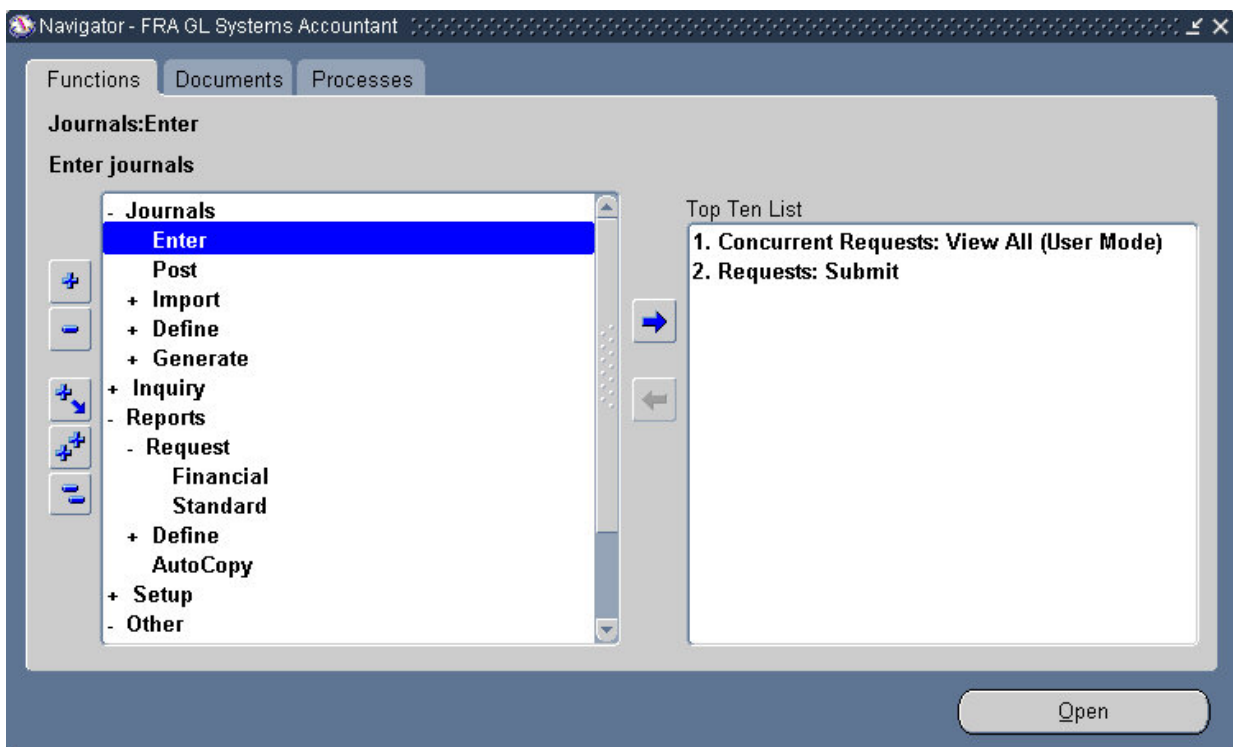 Navigator - FRA GL Systems Accountant
Functions Documents Processes
Journals:Enter
Enter journals
- Journals
Enter
Post
+ Import
+ Define
+ Generate
+ Inquiry
- Reports
- Request
Financial
Standard
+ Define
AutoCopy
+ Setup
- Other
Top Ten List
1. Concurrent Requests: View All (User Mode)
2. Requests: Submit
Open